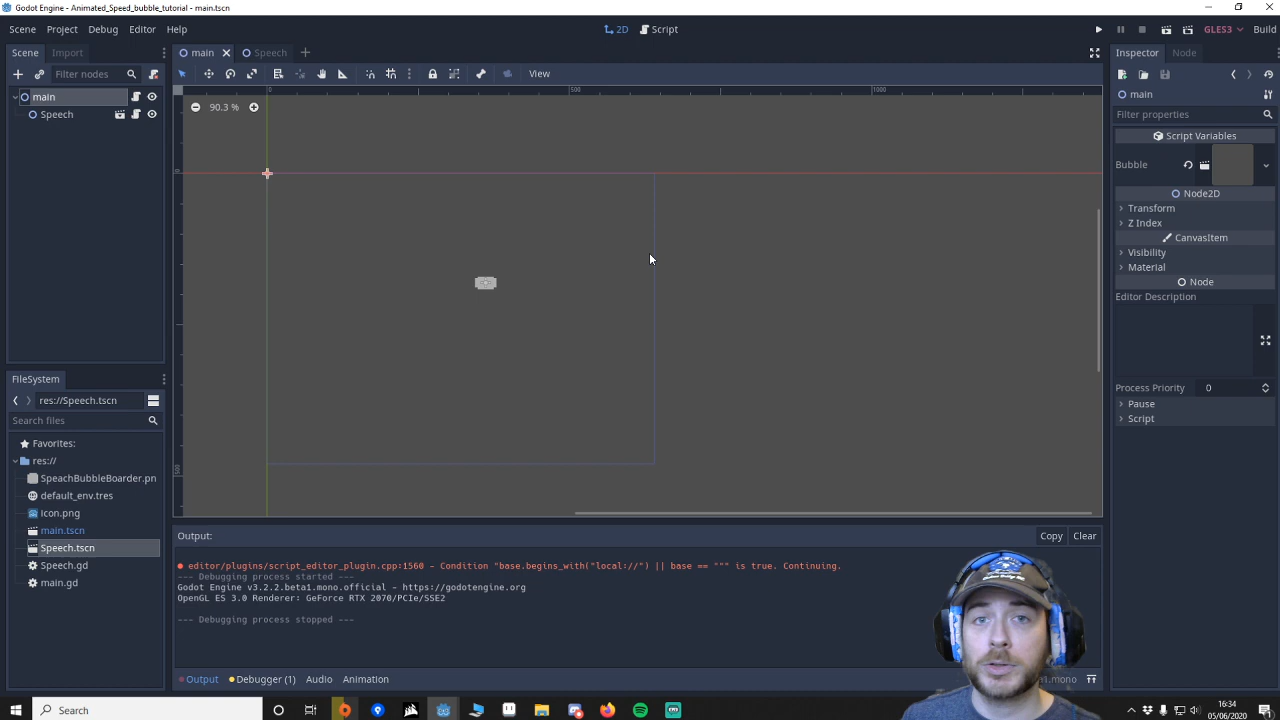 Godot Engine - Animated_Speed_bubble_tutorial - main.tscn
Scene Project Debug Editor Help
2D Script
GLES3 Build
Scene Import
main Speech
Inspector Node
Filter nodes
View
main
Speech
90.3 %
0 500 1000
0
500
main
Filter properties
Script Variables
Bubble
Node2D
Transform
Z Index
CanvasItem
Visibility
Material
Node
Editor Description
Process Priority 0
Pause
Script
FileSystem
res://Speech.tscn
Search files
Favorites:
res://
SpeachBubbleBoarder.pn
default_env.tres
icon.png
main.tscn
Speech.tscn
Speech.gd
main.gd
Output:
Copy Clear
editor/plugins/script_editor_plugin.cpp:1560 - Condition "base.begins_with("local://") || base == """ is true. Continuing.
--- Debugging process started ---
Godot Engine v3.2.2.beta1.mono.official - https://godotengine.org
OpenGL ES 3.0 Renderer: GeForce RTX 2070/PCIe/SSE2
--- Debugging process stopped ---
Output Debugger (1) Audio Animation
a1.mono
Search
16:34
05/06/2020